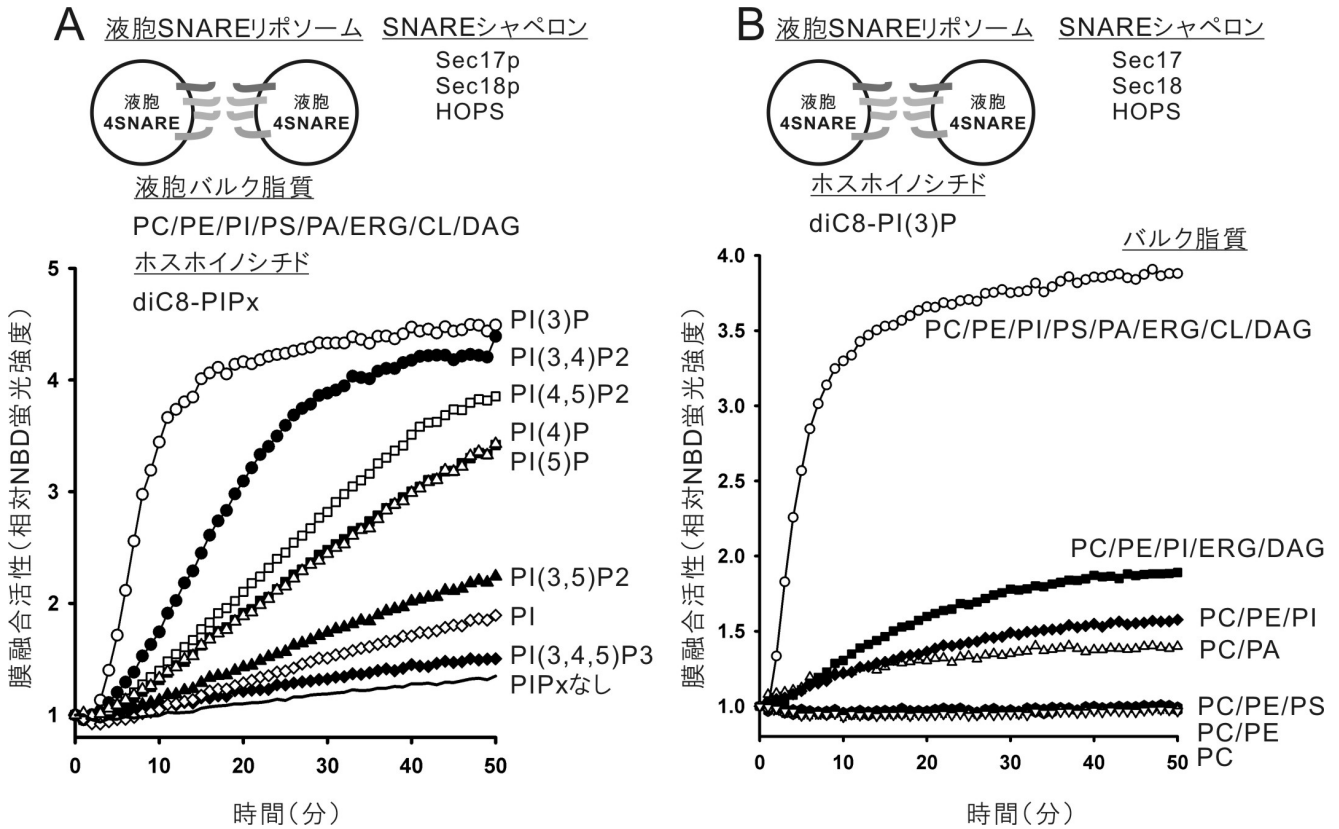 A
液胞SNAREリポソーム
SNAREシャペロン
Sec17p
Sec18p
HOPS
液胞
4SNARE
液胞
4SNARE
液胞バルク脂質
PC/PE/PI/PS/PA/ERG/CL/DAG
ホスホイノシチド
diC8-PIPx
膜融合活性(相対NBD蛍光強度)
5
4
3
2
1
PI(3)P
PI(3,4)P2
PI(4,5)P2
PI(4)P
PI(5)P
PI(3,5)P2
PI
PI(3,4,5)P3
PIPxなし
0 10 20 30 40 50
時間(分)
B
液胞SNAREリポソーム
SNAREシャペロン
Sec17
Sec18
HOPS
液胞
4SNARE
液胞
4SNARE
ホスホイノシチド
diC8-PI(3)P
バルク脂質
膜融合活性(相対NBD蛍光強度)
4.0
3.5
3.0
2.5
2.0
1.5
1.0
PC/PE/PI/PS/PA/ERG/CL/DAG
PC/PE/PI/ERG/DAG
PC/PE/PI
PC/PA
PC/PE/PS
PC/PE
PC
0 10 20 30 40 50
時間(分)